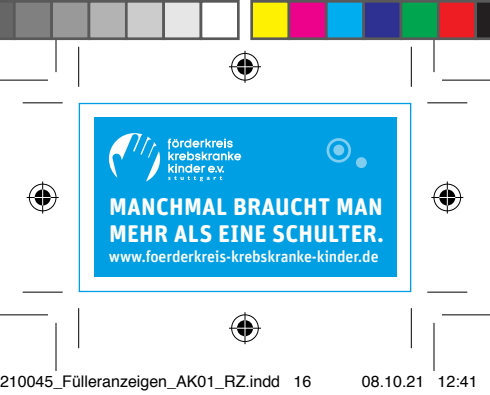 förderkreis
krebskranke
kinder e.v.
stuttgart
MANCHMAL BRAUCHT MAN
MEHR ALS EINE SCHULTER.
www.foerderkreis-krebskranke-kinder.de
210045_Fülleranzeigen_AK01_RZ.indd 16 08.10.21 12:41